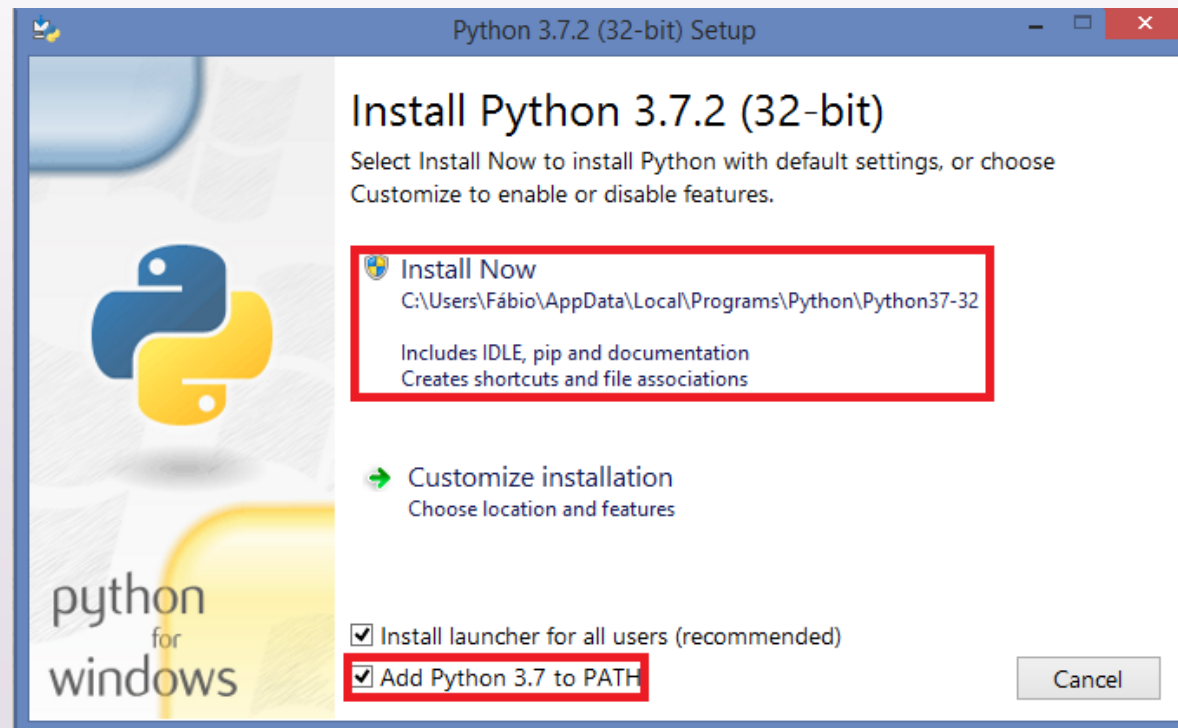 Python 3.7.2 (32-bit) Setup
Install Python 3.7.2 (32-bit)
Select Install Now to install Python with default settings, or choose
Customize to enable or disable features.
Install Now
C:\Users\Fábio\AppData\Local\Programs\Python\Python37-32
Includes IDLE, pip and documentation
Creates shortcuts and file associations
Customize installation
Choose location and features
python
for
windows
Install launcher for all users (recommended)
Add Python 3.7 to PATH
Cancel